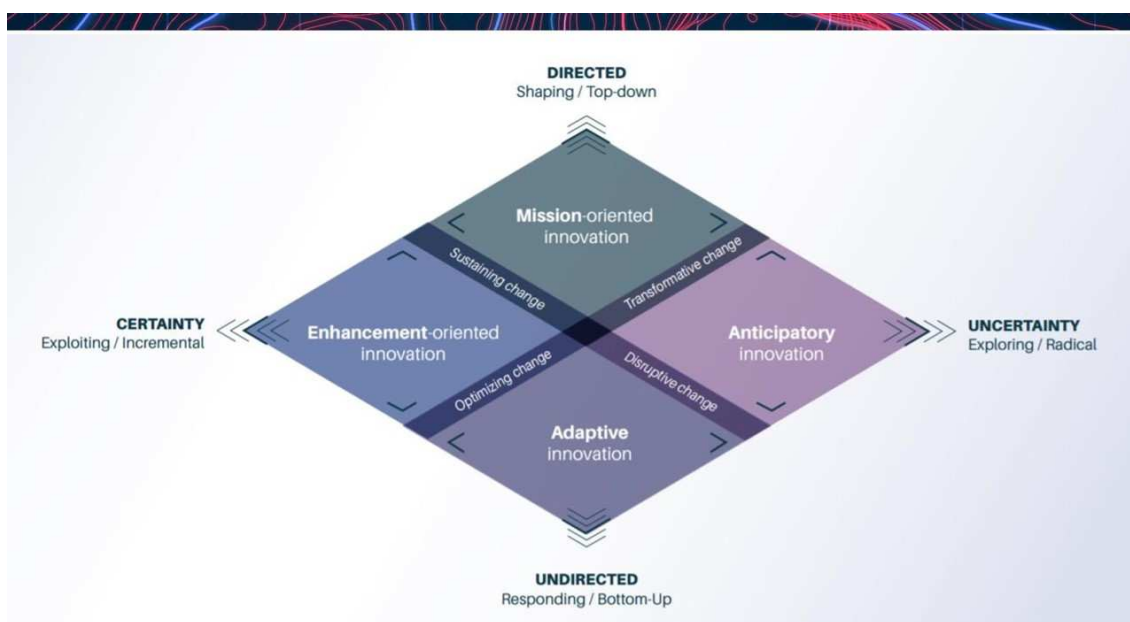 DIRECTED
Shaping / Top-down
Mission-oriented
innovation
Sustaining change
Transformative change
CERTAINTY
Exploiting / Incremental
Enhancement-oriented
innovation
Anticipatory
innovation
UNCERTAINTY
Exploring / Radical
Optimizing change
Disruptive change
Adaptive
innovation
UNDIRECTED
Responding / Bottom-Up